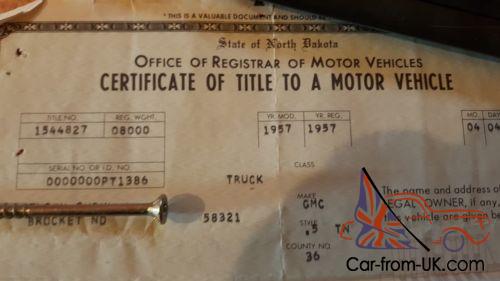 * THIS IS A VALUABLE DOCUMENT AND SHOULD BE
State of North Dakota
OFFICE OF REGISTRAR OF MOTOR VEHICLES
CERTIFICATE OF TITLE TO A MOTOR VEHICLE
TITLE NO. REG. WGHT. YR. MOD. YR. REG. MO. DAY
1544827 08000 1957 1957 04 04
SERIAL NO. OR I.D. NO. CLASS
0000000PT1386 TRUCK
MAKE
GMC
The name and address of
LEGAL OWNER, if any,
this vehicle are given be
STYLE
BROCKET ND 58321 .5 TN
COUNTY NO.
36
Car-from-UK.com